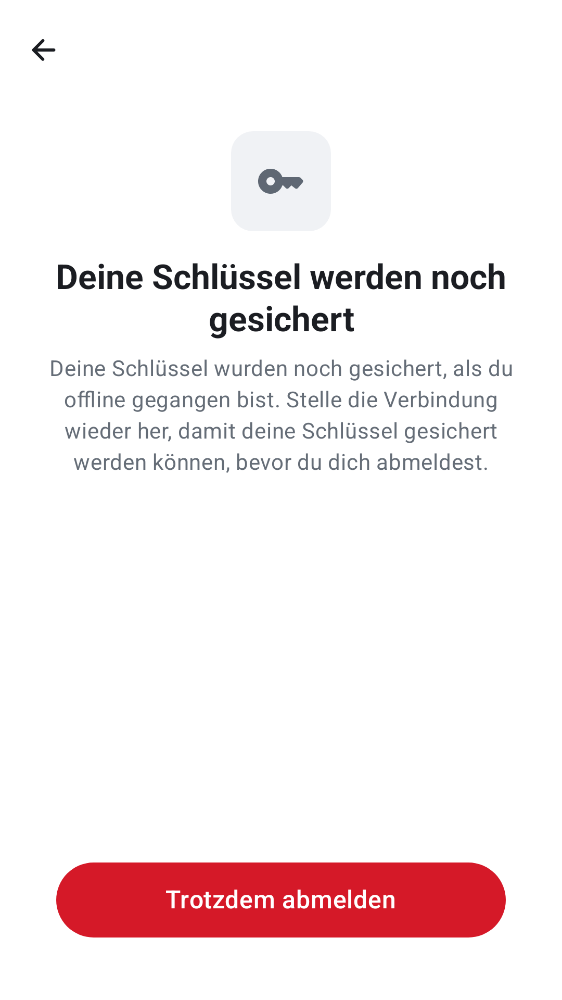 Deine Schlüssel werden noch
gesichert
Deine Schlüssel wurden noch gesichert, als du
offline gegangen bist. Stelle die Verbindung
wieder her, damit deine Schlüssel gesichert
werden können, bevor du dich abmeldest.
Trotzdem abmelden